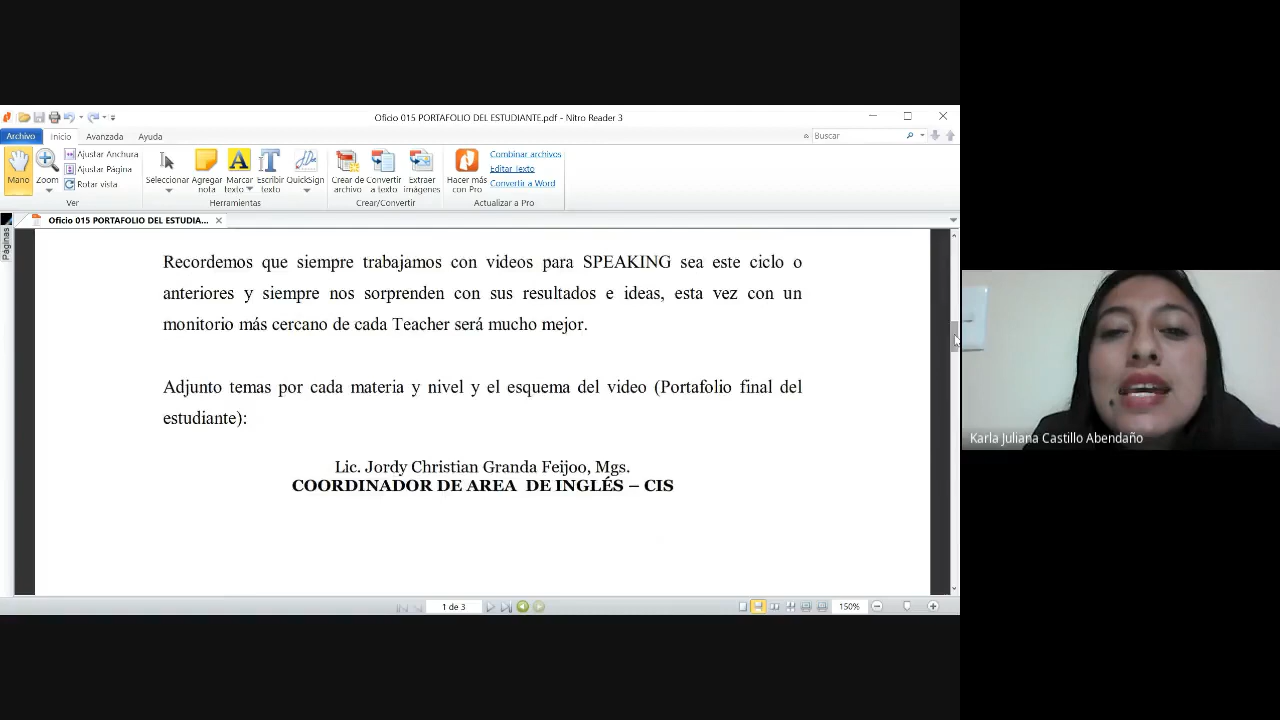 Oficio 015 PORTAFOLIO DEL ESTUDIANTE.pdf - Nitro Reader 3
Archivo Inicio Avanzada Ayuda
Buscar
Mano
Zoom
Ajustar Anchura
Ajustar Página
Rotar vista
Seleccionar
Agregar nota
Marcar texto
Escribir texto
QuickSign
Crear de archivo
Convertir a texto
Extraer imágenes
Hacer más con Pro
Combinar archivos
Editar Texto
Convertir a Word
Ver Herramientas Crear/Convertir Actualizar a Pro
Oficio 015 PORTAFOLIO DEL ESTUDIA...
Páginas
Recordemos que siempre trabajamos con videos para SPEAKING sea este ciclo o
anteriores y siempre nos sorprenden con sus resultados e ideas, esta vez con un
monitorio más cercano de cada Teacher será mucho mejor.
Adjunto temas por cada materia y nivel y el esquema del video (Portafolio final del
estudiante):
Lic. Jordy Christian Granda Feijoo, Mgs.
COORDINADOR DE AREA DE INGLÉS – CIS
1 de 3
150%
Karla Juliana Castillo Abendaño